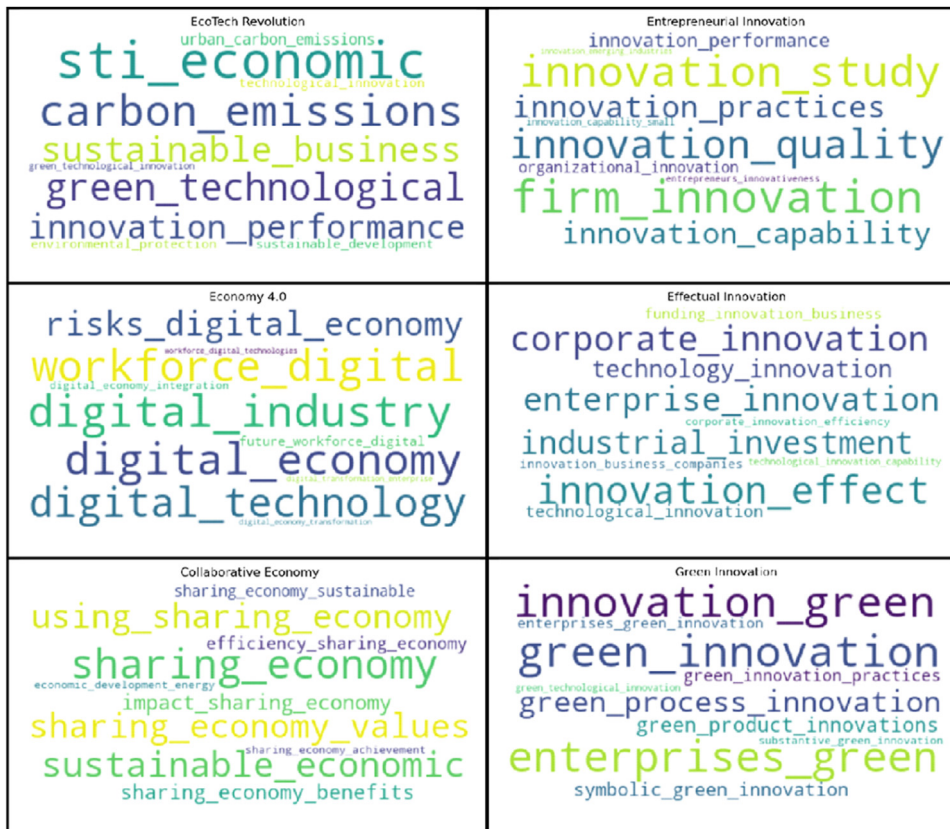 EcoTech Revolution
urban_carbon_emissions
sti_economic
technological_innovation
carbon_emissions
sustainable_business
green_technological_innovation
green_technological
innovation_performance
environmental_protection
sustainable_development
Entrepreneurial Innovation
innovation_performance
innovation_emerging_industries
innovation_study
innovation_practices
innovation_capability_small
innovation_quality
organizational_innovation
entrepreneurs_innovativeness
firm_innovation
innovation_capability
Economy 4.0
risks_digital_economy
workforce_digital_technologies
workforce_digital
digital_economy_integration
digital_industry
future_workforce_digital
digital_economy
digital_transformation_enterprise
digital_technology
digital_economy_transformation
Effectual Innovation
funding_innovation_business
corporate_innovation
technology_innovation
enterprise_innovation
corporate_innovation_efficiency
industrial_investment
innovation_business_companies
technological_innovation_capability
innovation_effect
technological_innovation
Collaborative Economy
sharing_economy_sustainable
using_sharing_economy
efficiency_sharing_economy
sharing_economy
economic_development_energy
impact_sharing_economy
sharing_economy_values
sharing_economy_achievement
sustainable_economic
sharing_economy_benefits
Green Innovation
innovation_green
enterprises_green_innovation
green_innovation
green_innovation_practices
green_technological_innovation
green_process_innovation
green_product_innovations
substantive_green_innovation
enterprises_green
symbolic_green_innovation